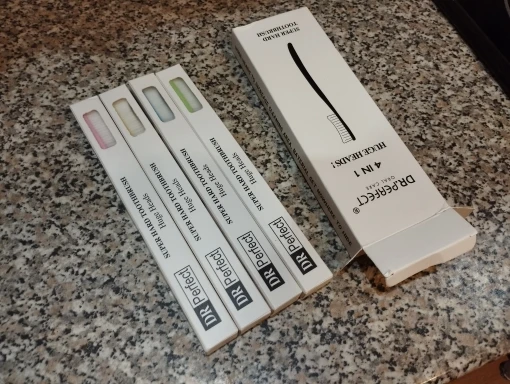 SUPER HARD TOOTHBRUSH
Huge Heads
DR. Perfect
SUPER HARD TOOTHBRUSH
Huge Heads
DR. Perfect
SUPER HARD TOOTHBRUSH
Huge Heads
DR. Perfect
SUPER HARD TOOTHBRUSH
Huge Heads
DR. Perfect
DR.PERFECT®
ORAL CARE
4 IN 1
HUGE HEADS!
SUPER HARD
TOOTHBRUSH